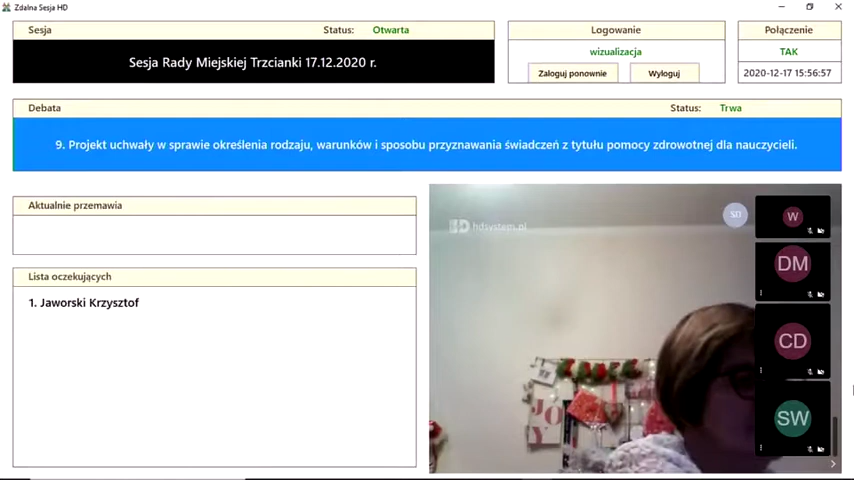 Zdalna Sesja HD
Sesja
Status: Otwarta
Sesja Rady Miejskiej Trzcianki 17.12.2020 r.
Logowanie
wizualizacja
Zaloguj ponownie
Wyloguj
Połączenie
TAK
2020-12-17 15:56:57
Debata
Status: Trwa
9. Projekt uchwały w sprawie określenia rodzaju, warunków i sposobu przyznawania świadczeń z tytułu pomocy zdrowotnej dla nauczycieli.
Aktualnie przemawia
Lista oczekujących
1. Jaworski Krzysztof
hdsystem.pl
W
DM
CD
SW
JO
Y